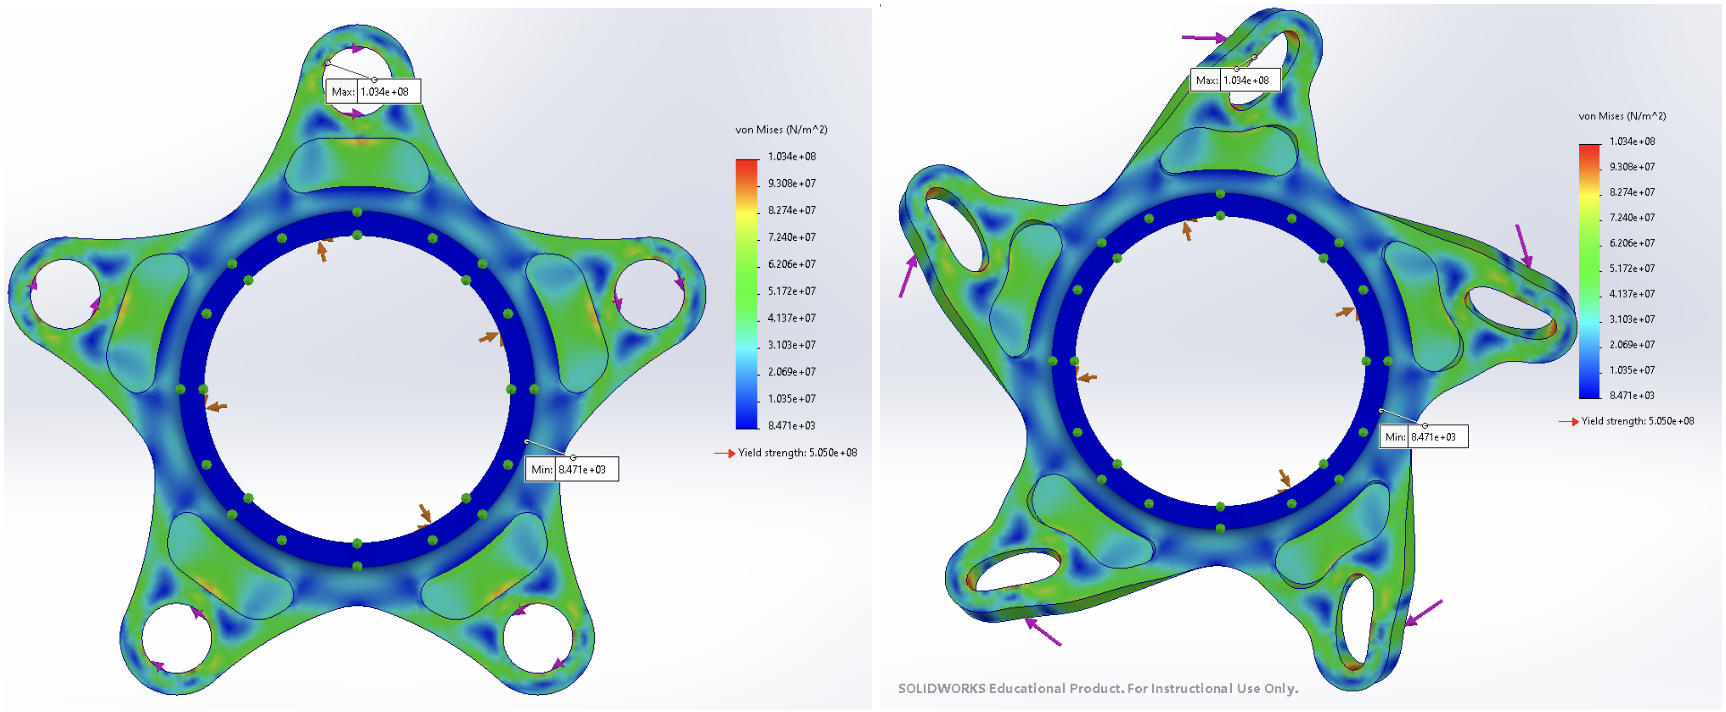 Max: 1.034e+08
von Mises (N/m^2)
1.034e+08
9.308e+07
8.274e+07
7.240e+07
6.206e+07
5.172e+07
4.137e+07
3.103e+07
2.069e+07
1.035e+07
8.471e+03
Yield strength: 5.050e+08
Min: 8.471e+03
Max: 1.034e+08
von Mises (N/m^2)
1.034e+08
9.308e+07
8.274e+07
7.240e+07
6.206e+07
5.172e+07
4.137e+07
3.103e+07
2.069e+07
1.035e+07
8.471e+03
Yield strength: 5.050e+08
Min: 8.471e+03
SOLIDWORKS Educational Product. For Instructional Use Only.